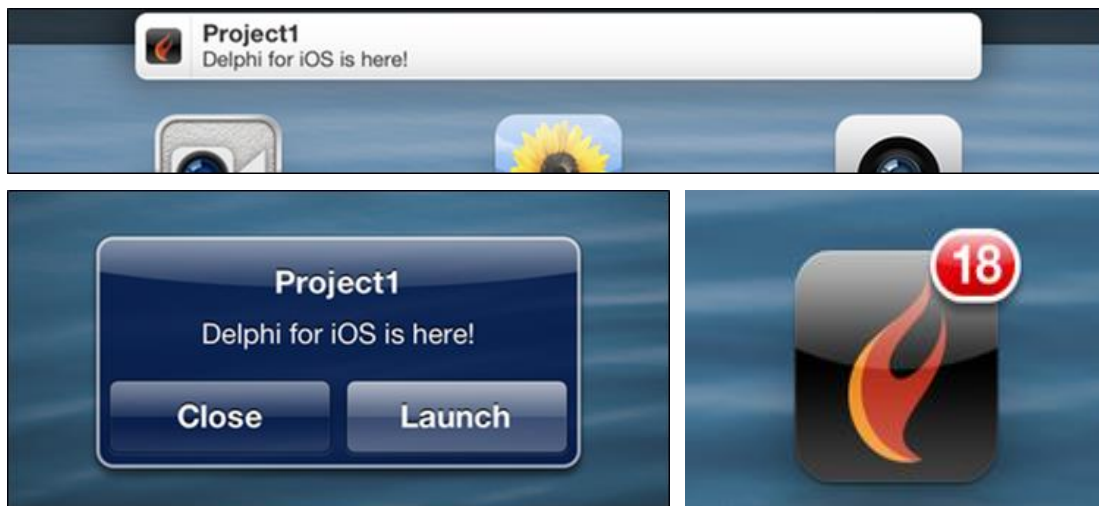 Project1
Delphi for iOS is here!
Project1
Delphi for iOS is here!
Close Launch
18